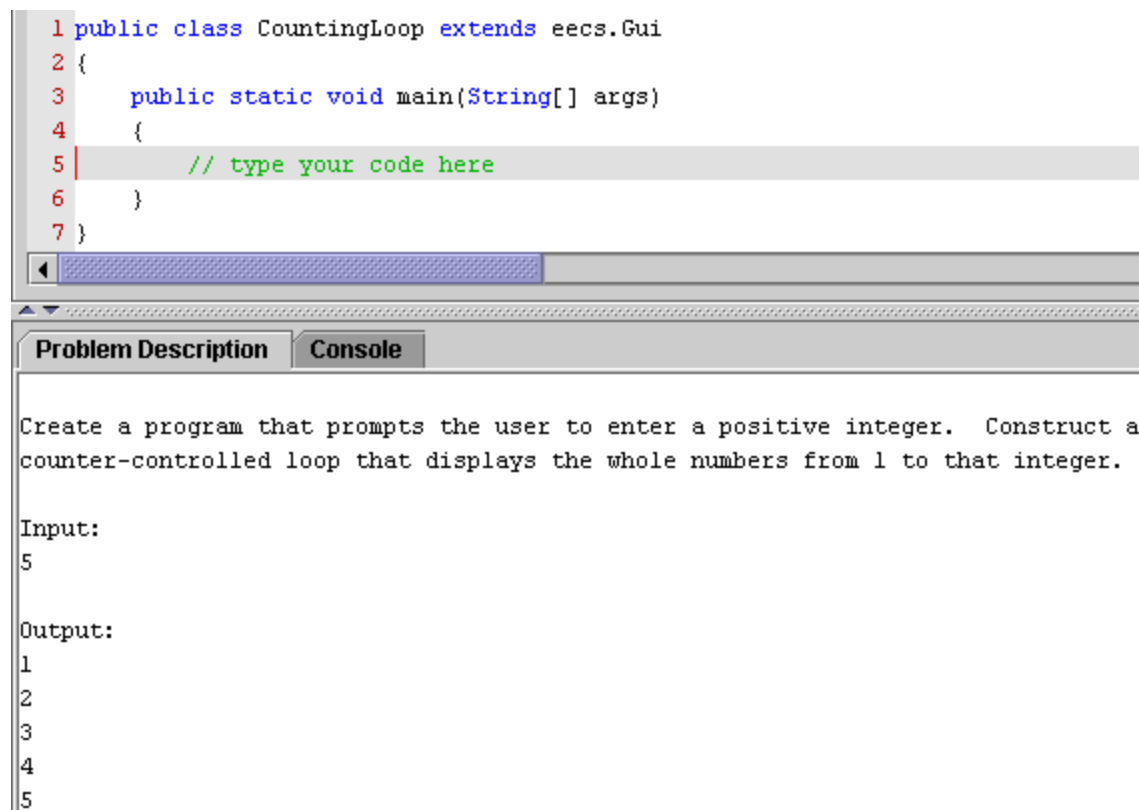 1 public class CountingLoop extends eecs.Gui
2 {
3 public static void main(String[] args)
4 {
5 // type your code here
6 }
7 }
Problem Description Console
Create a program that prompts the user to enter a positive integer. Construct a
counter-controlled loop that displays the whole numbers from 1 to that integer.
Input:
5
Output:
1
2
3
4
5